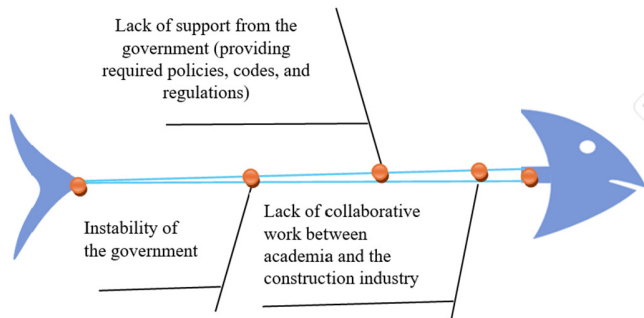 Lack of support from the
government (providing
required policies, codes, and
regulations)
Instability of
the government
Lack of collaborative
work between
academia and the
construction industry